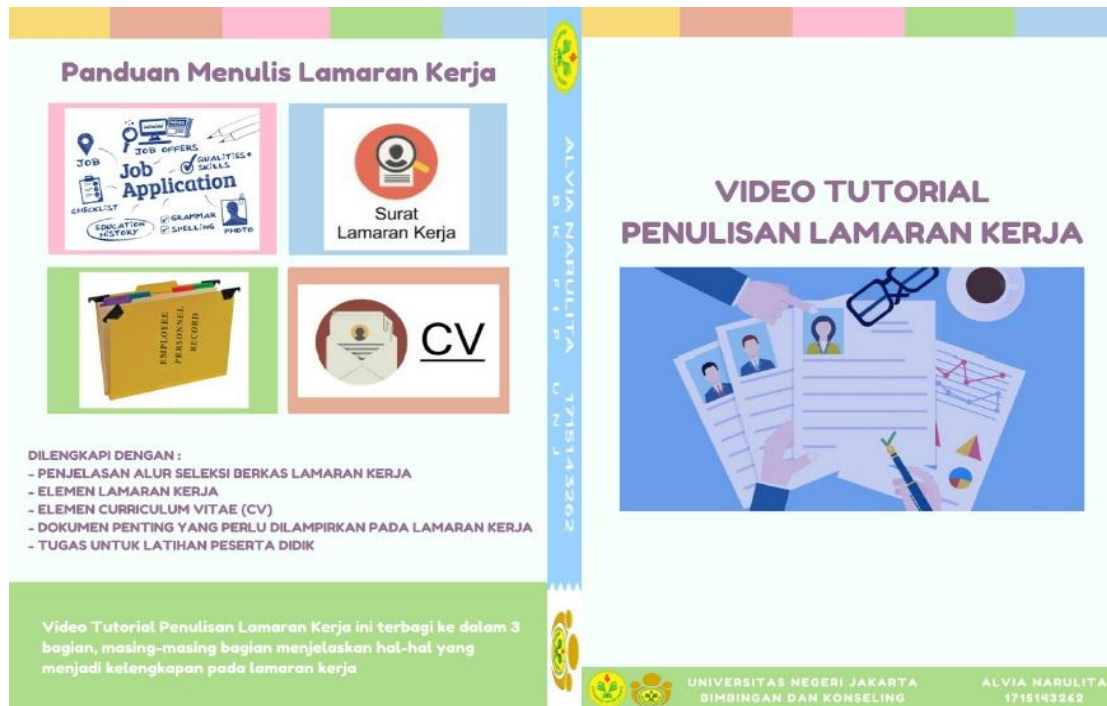 Panduan Menulis Lamaran Kerja
JOB
JOB OFFERS
QUALITIES+
SKILLS
Job
Application
CHECKLIST
EDUCATION
HISTORY
GRAMMAR
SPELLING
PHOTO
Surat
Lamaran Kerja
EMPLOYEE
PERSONNEL
RECORD
CV
DILENGKAPI DENGAN :
- PENJELASAN ALUR SELEKSI BERKAS LAMARAN KERJA
- ELEMEN LAMARAN KERJA
- ELEMEN CURRICULUM VITAE (CV)
- DOKUMEN PENTING YANG PERLU DILAMPIRKAN PADA LAMARAN KERJA
- TUGAS UNTUK LATIHAN PESERTA DIDIK
Video Tutorial Penulisan Lamaran Kerja ini terbagi ke dalam 3
bagian, masing-masing bagian menjelaskan hal-hal yang
menjadi kelengkapan pada lamaran kerja
ALVIA NARULITA 1715143262
BK FIP UNJ
VIDEO TUTORIAL
PENULISAN LAMARAN KERJA
UNIVERSITAS NEGERI JAKARTA
BIMBINGAN DAN KONSELING
ALVIA NARULITA
1715143262